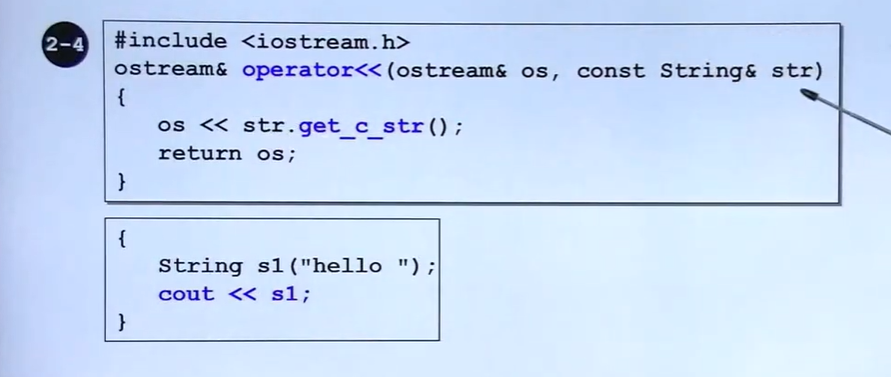 2-4
#include <iostream.h>
ostream& operator<<(ostream& os, const String& str)
{
    os << str.get_c_str();
    return os;
}
{
    String s1("hello ");
    cout << s1;
}